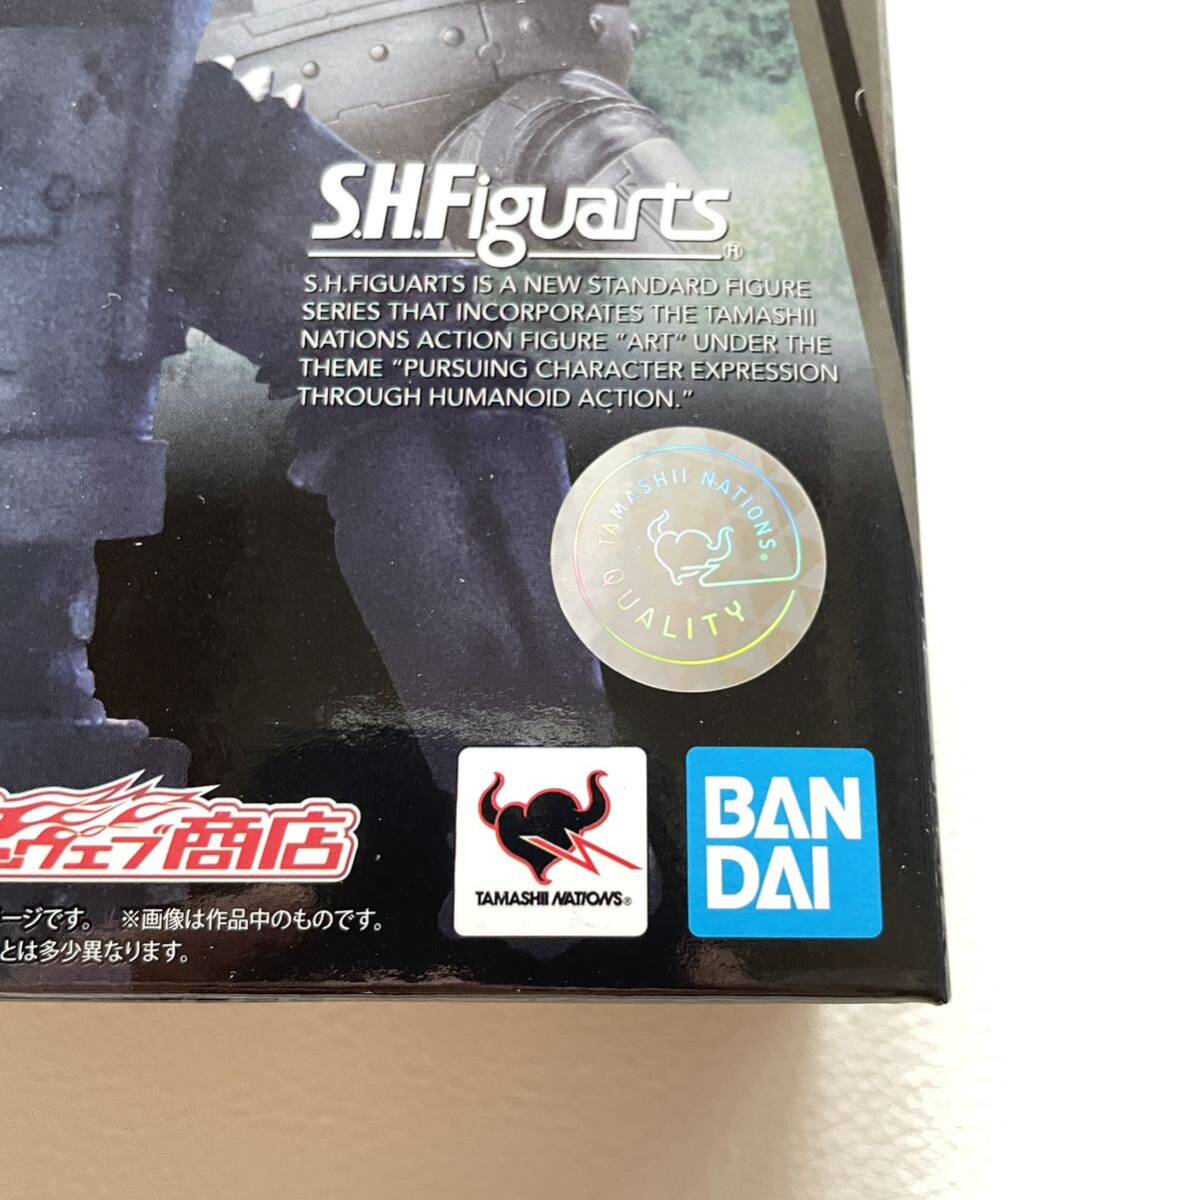 S.H.Figuarts®
S.H.FIGUARTS IS A NEW STANDARD FIGURE
SERIES THAT INCORPORATES THE TAMASHII
NATIONS ACTION FIGURE "ART" UNDER THE
THEME "PURSUING CHARACTER EXPRESSION
THROUGH HUMANOID ACTION."
TAMASHII NATIONS®
QUALITY
ウェブ商店
TAMASHII NATIONS®
BAN
DAI
ージです。 ※画像は作品中のものです。
とは多少異なります。